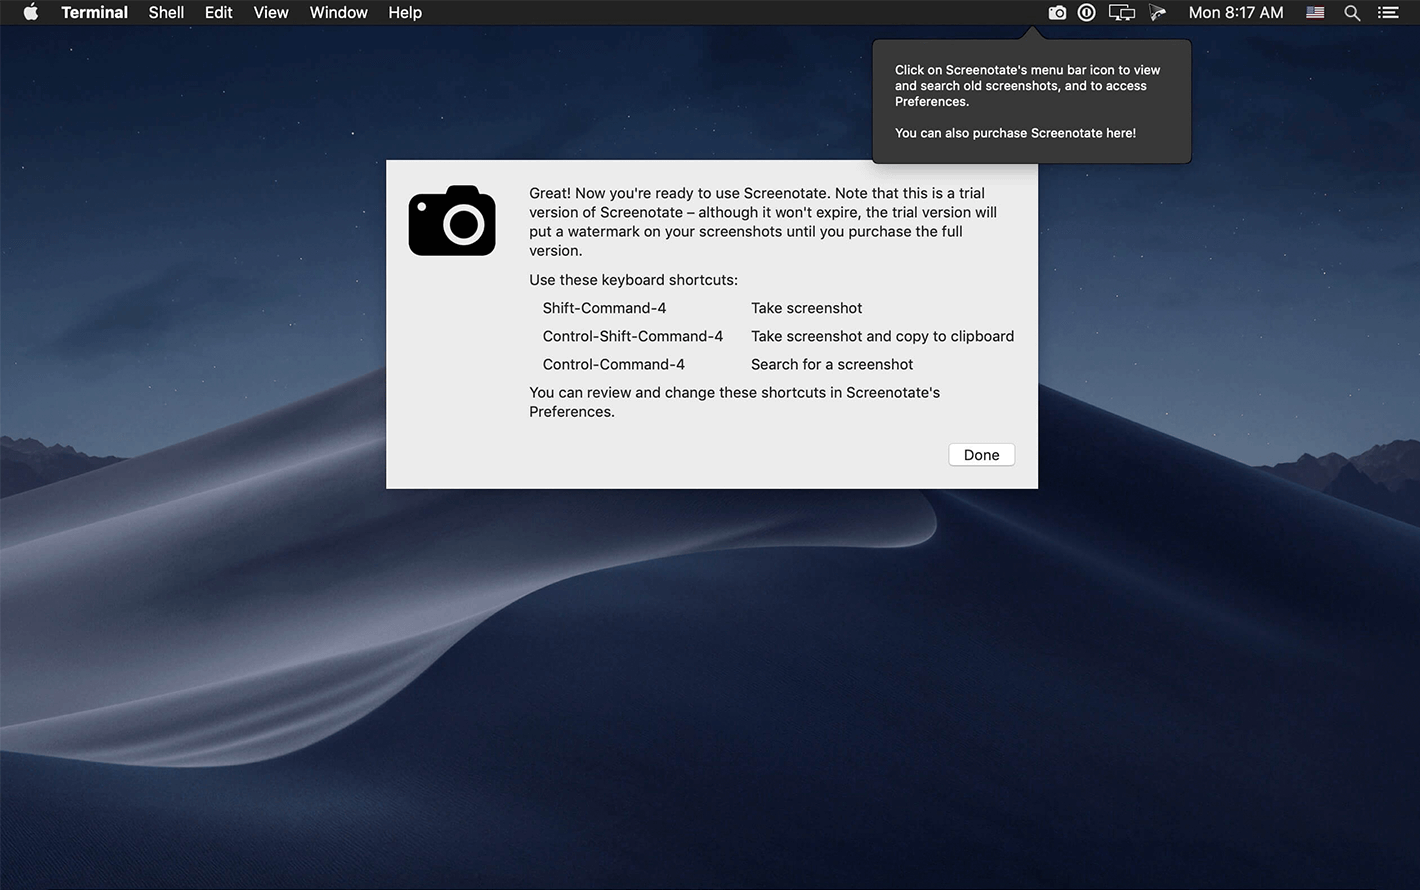 Terminal Shell Edit View Window Help Mon 8:17 AM
Click on Screenotate's menu bar icon to view
and search old screenshots, and to access
Preferences.
You can also purchase Screenotate here!
Great! Now you're ready to use Screenotate. Note that this is a trial
version of Screenotate – although it won't expire, the trial version will
put a watermark on your screenshots until you purchase the full
version.
Use these keyboard shortcuts:
Shift-Command-4 Take screenshot
Control-Shift-Command-4 Take screenshot and copy to clipboard
Control-Command-4 Search for a screenshot
You can review and change these shortcuts in Screenotate's
Preferences.
Done